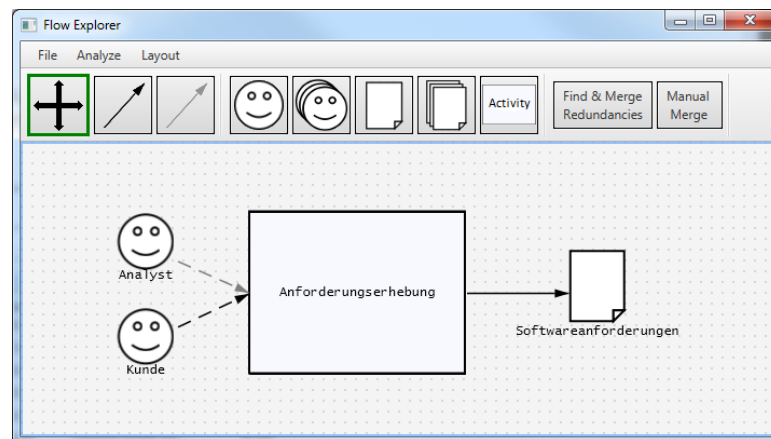 Flow Explorer
File Analyze Layout
Activity
Find & Merge
Redundancies
Manual
Merge
Analyst
Anforderungserhebung
Softwareanforderungen
Kunde